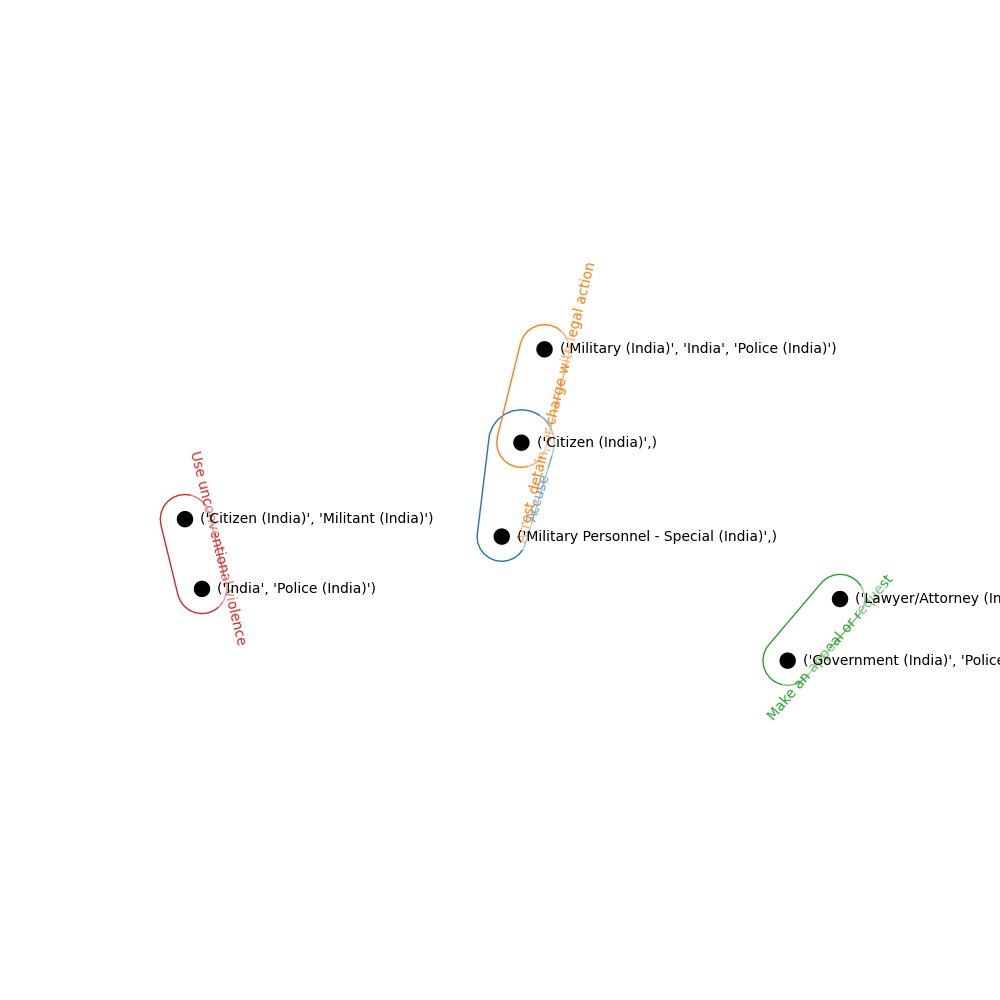 Arrest, detain, or charge with legal action
('Military (India)', 'India', 'Police (India)')
('Citizen (India)',)
Accuse
('Military Personnel - Special (India)',)
Use unconventional violence
('Citizen (India)', 'Militant (India)')
('India', 'Police (India)')
Make an appeal or request
('Lawyer/Attorney (In
('Government (India)', 'Police